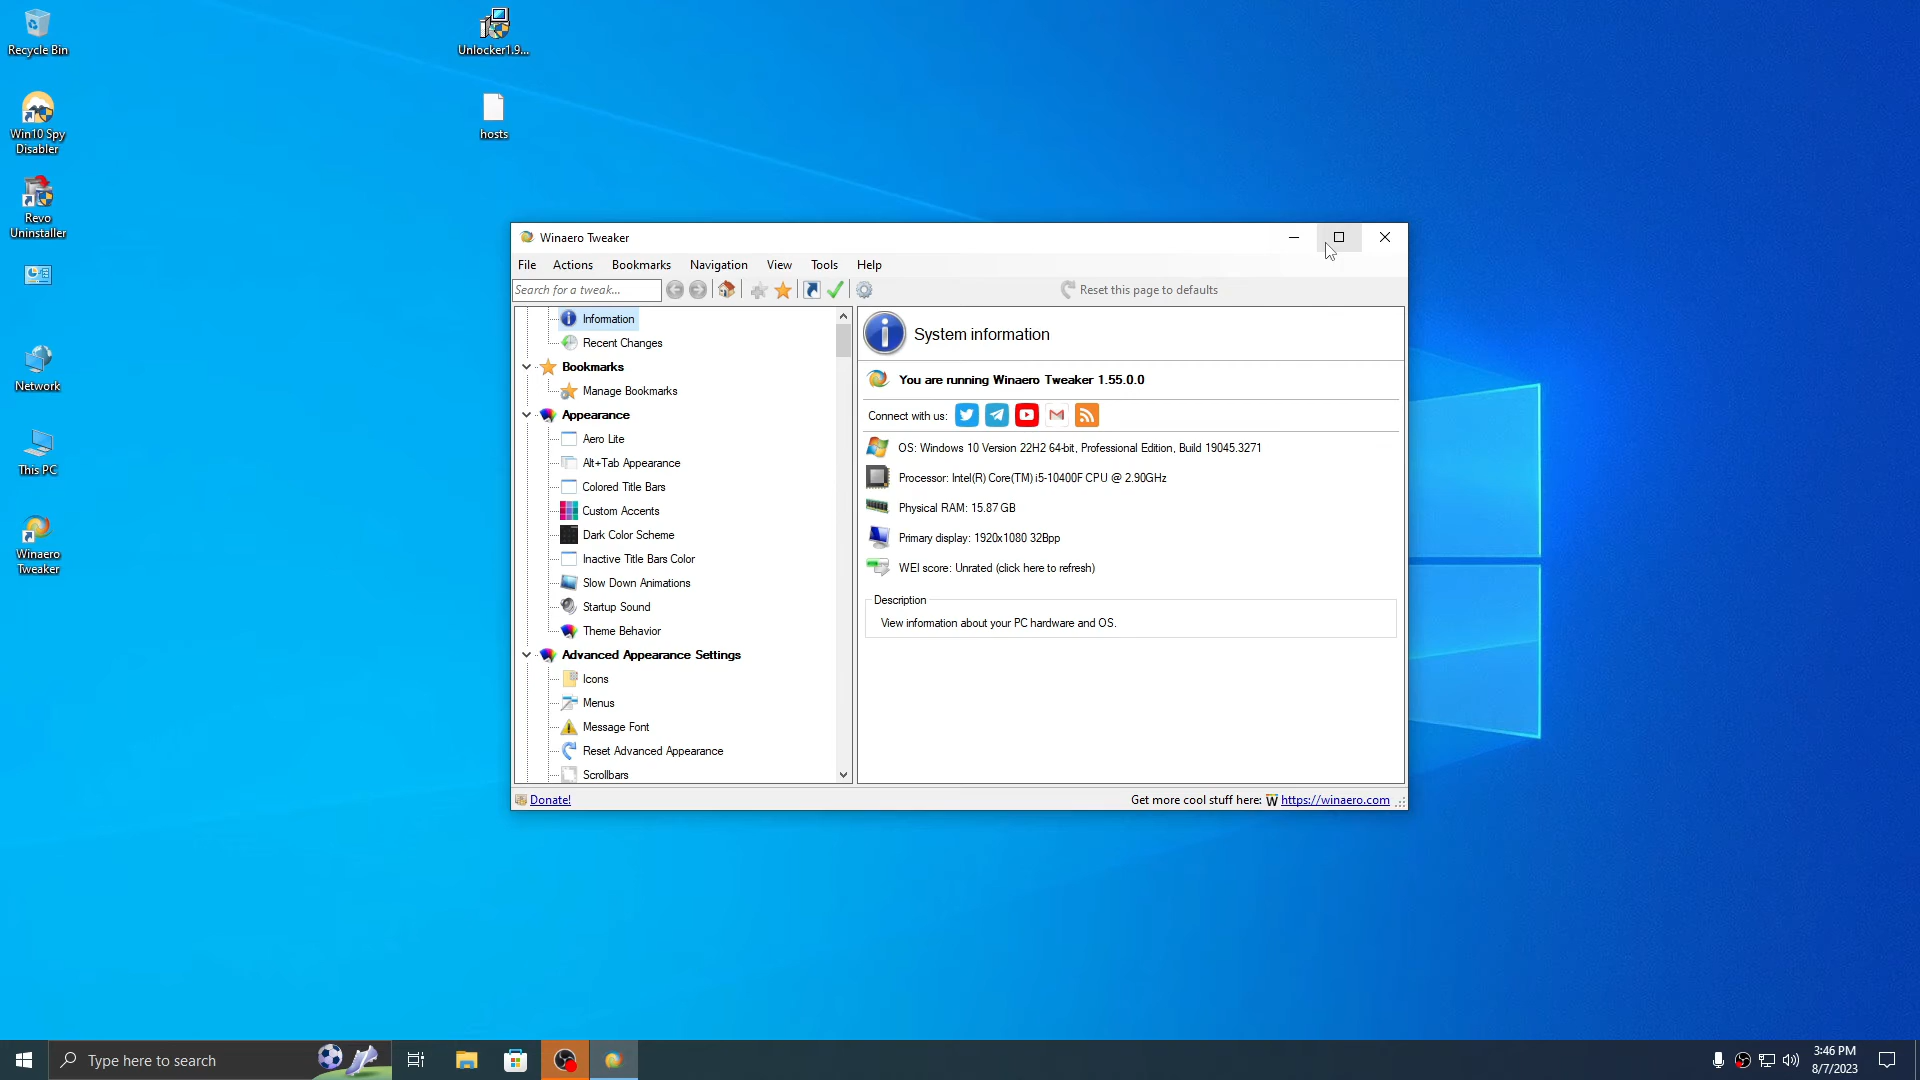 Recycle Bin
Unlocker1.9...
Win10 Spy
Disabler
hosts
Revo
Uninstaller
Network
This PC
Winaero
Tweaker
Winaero Tweaker
File Actions Bookmarks Navigation View Tools Help
Search for a tweak...
Reset this page to defaults
Information
Recent Changes
Bookmarks
Manage Bookmarks
Appearance
Aero Lite
Alt+Tab Appearance
Colored Title Bars
Custom Accents
Dark Color Scheme
Inactive Title Bars Color
Slow Down Animations
Startup Sound
Theme Behavior
Advanced Appearance Settings
Icons
Menus
Message Font
Reset Advanced Appearance
Scrollbars
System information
You are running Winaero Tweaker 1.55.0.0
Connect with us:
OS: Windows 10 Version 22H2 64-bit, Professional Edition, Build 19045.3271
Processor: Intel(R) Core(TM) i5-10400F CPU @ 2.90GHz
Physical RAM: 15.87 GB
Primary display: 1920x1080 32Bpp
WEI score: Unrated (click here to refresh)
Description
View information about your PC hardware and OS.
Donate!
Get more cool stuff here: W https://winaero.com
Type here to search
3:46 PM
8/7/2023